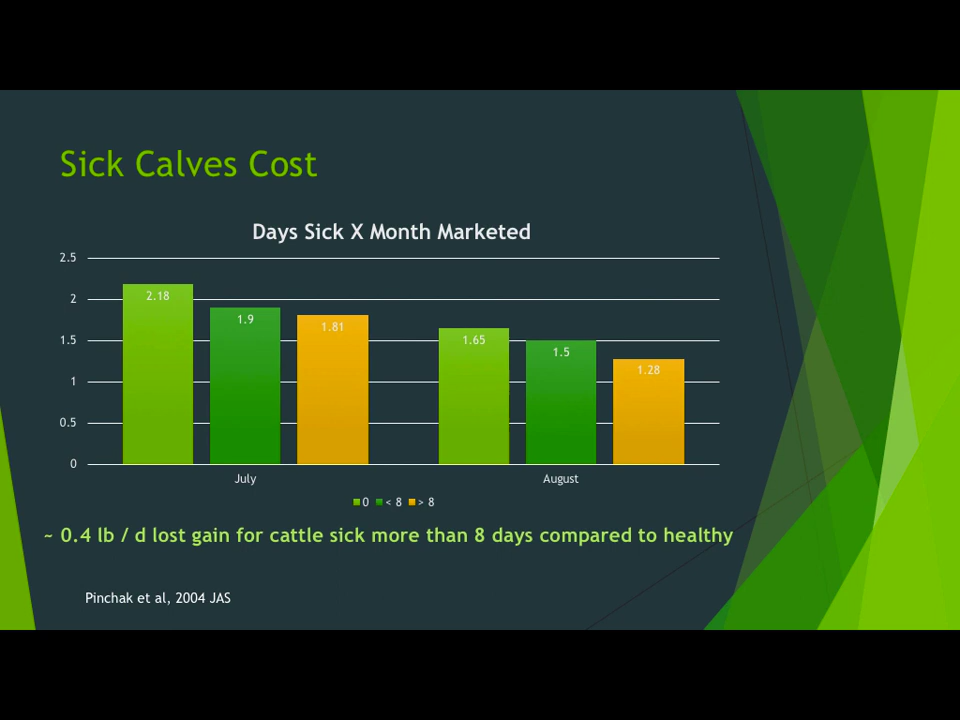 Sick Calves Cost
Days Sick X Month Marketed
2.5
2
1.5
1
0.5
0
2.18
1.9
1.81
1.65
1.5
1.28
July
August
0 < 8 > 8
~ 0.4 lb / d lost gain for cattle sick more than 8 days compared to healthy
Pinchak et al, 2004 JAS